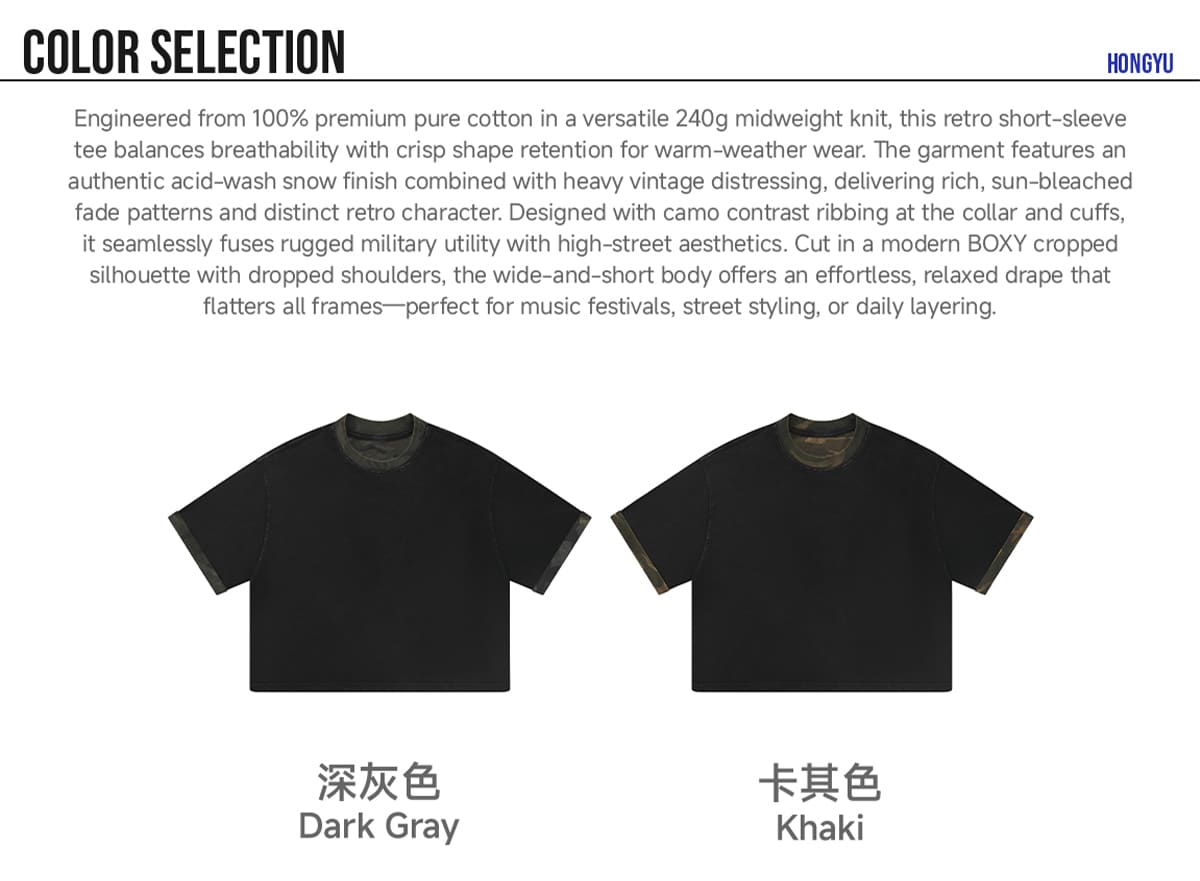 COLOR SELECTION
HONGYU
Engineered from 100% premium pure cotton in a versatile 240g midweight knit, this retro short-sleeve
tee balances breathability with crisp shape retention for warm-weather wear. The garment features an
authentic acid-wash snow finish combined with heavy vintage distressing, delivering rich, sun-bleached
fade patterns and distinct retro character. Designed with camo contrast ribbing at the collar and cuffs,
it seamlessly fuses rugged military utility with high-street aesthetics. Cut in a modern BOXY cropped
silhouette with dropped shoulders, the wide-and-short body offers an effortless, relaxed drape that
flatters all frames—perfect for music festivals, street styling, or daily layering.
深灰色
Dark Gray
卡其色
Khaki